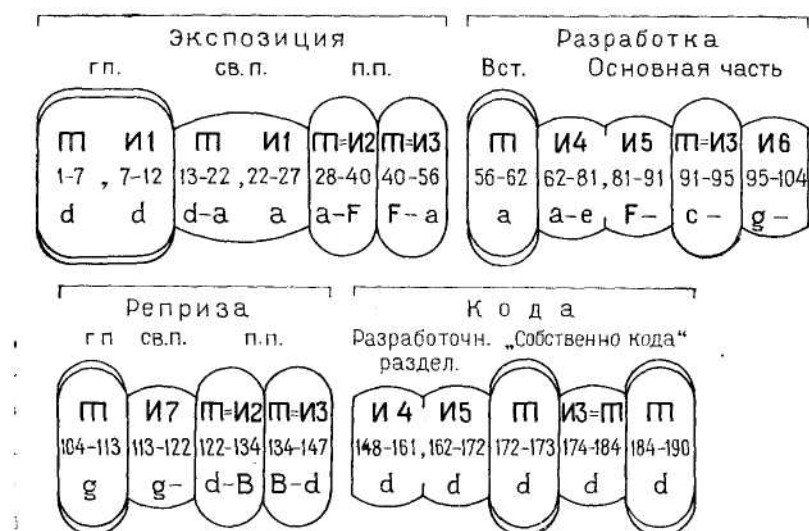 Экспозиция Разработка
гп. св.п. п.п. Вст. Основная часть
Ш И1 Ш И1 Ш=И2 Ш=И3 Ш И4 И5 Ш=И3 И6
1-7 , 7-12 13-22 ,22-27 28-40 40-56 56-62 62-81,81-91 91-95 95-104
d d d-a a a-F F-a a a-e F- c- g-
Реприза Кода
гп св.п. п.п. Разработочн. „Собственно кода“
раздел.
Ш И7 Ш=И2 Ш=И3 И4 И5 Ш И3=Ш Ш
104-113 113-122 122-134 134-147 148-161,162-172 172-173 174-184 184-190
g g- d-B B-d d d d d d